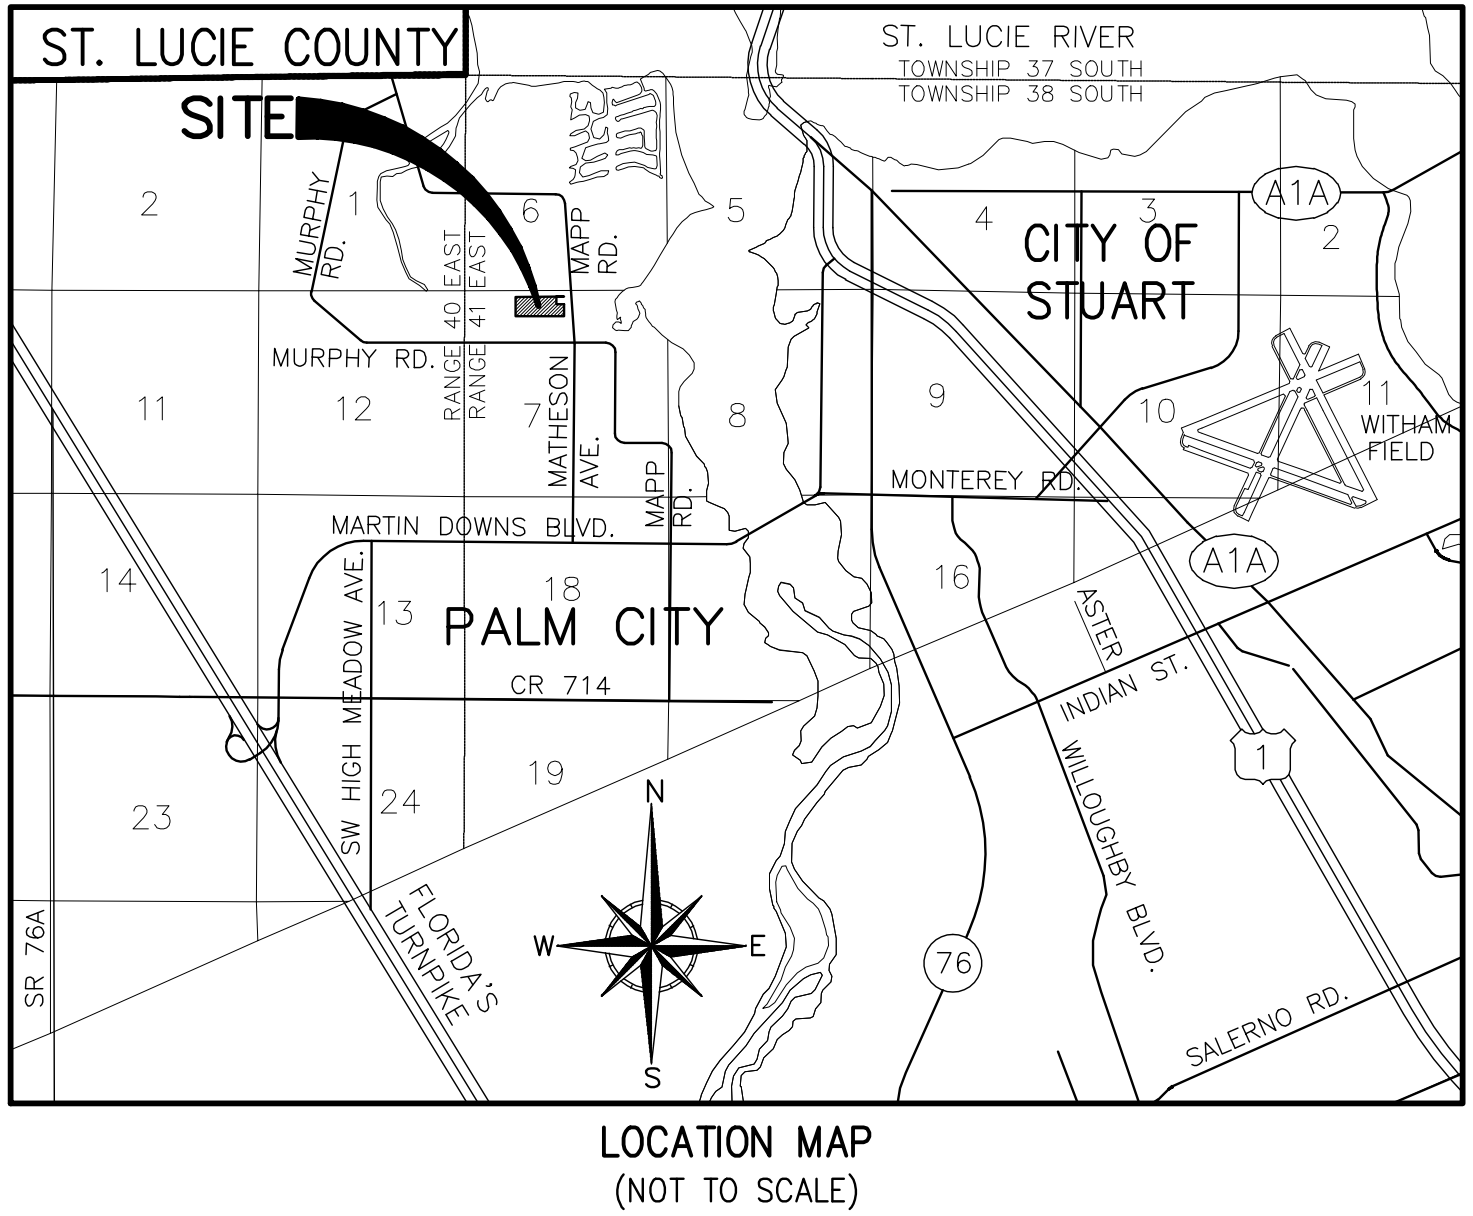 ST. LUCIE COUNTY
ST. LUCIE RIVER
TOWNSHIP 37 SOUTH
TOWNSHIP 38 SOUTH
SITE
2
1
6
5
4
3
2
A1A
MURPHY
RD.
MAPP
RD.
RANGE 40 EAST
RANGE 41 EAST
CITY OF
STUART
MURPHY RD.
11
12
7
8
9
10
11
WITHAM
FIELD
MATHESON
AVE.
MAPP
RD.
MONTEREY RD.
MARTIN DOWNS BLVD.
A1A
14
13
18
16
PALM CITY
SW HIGH MEADOW AVE.
ASTER
INDIAN ST.
CR 714
1
WILLOUGHBY BLVD.
23
24
19
N
W
E
S
SR 76A
FLORIDA'S
TURNPIKE
76
SALERNO RD.
LOCATION MAP
(NOT TO SCALE)